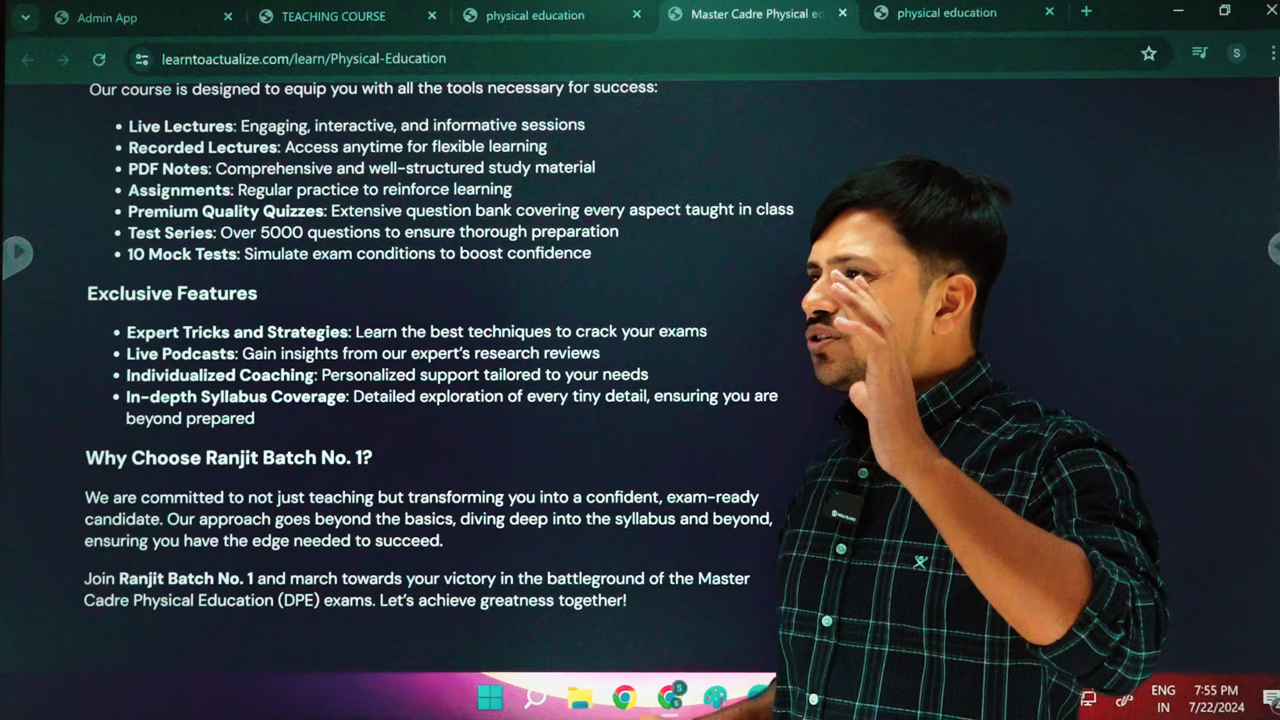 Admin App
TEACHING COURSE
physical education
Master Cadre Physical
physical education
learntoactualize.com/learn/Physical-Education
S
Our course is designed to equip you with all the tools necessary for success:
• Live Lectures: Engaging, interactive, and informative sessions
• Recorded Lectures: Access anytime for flexible learning
• PDF Notes: Comprehensive and well-structured study material
• Assignments: Regular practice to reinforce learning
• Premium Quality Quizzes: Extensive question bank covering every aspect taught in class
• Test Series: Over 5000 questions to ensure thorough preparation
• 10 Mock Tests: Simulate exam conditions to boost confidence
Exclusive Features
• Expert Tricks and Strategies: Learn the best techniques to crack your exams
• Live Podcasts: Gain insights from our expert's research reviews
• Individualized Coaching: Personalized support tailored to your needs
• In-depth Syllabus Coverage: Detailed exploration of every tiny detail, ensuring you are
beyond prepared
Why Choose Ranjit Batch No. 1?
We are committed to not just teaching but transforming you into a confident, exam-ready
candidate. Our approach goes beyond the basics, diving deep into the syllabus and beyond,
ensuring you have the edge needed to succeed.
Join Ranjit Batch No. 1 and march towards your victory in the battleground of the Master
Cadre Physical Education (DPE) exams. Let's achieve greatness together!
ENG
IN
7:55 PM
7/22/2024